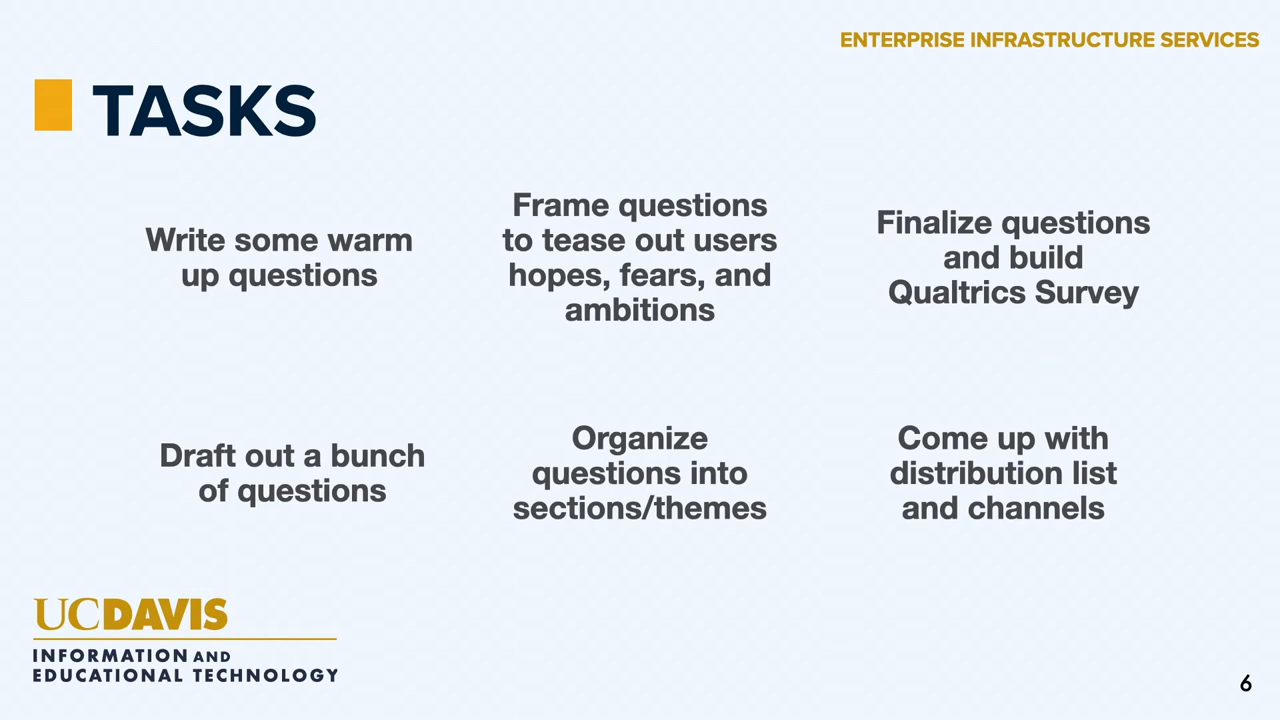 ENTERPRISE INFRASTRUCTURE SERVICES
TASKS
Write some warm
up questions
Frame questions
to tease out users
hopes, fears, and
ambitions
Finalize questions
and build
Qualtrics Survey
Draft out a bunch
of questions
Organize
questions into
sections/themes
Come up with
distribution list
and channels
UCDAVIS
INFORMATION AND
EDUCATIONAL TECHNOLOGY
6